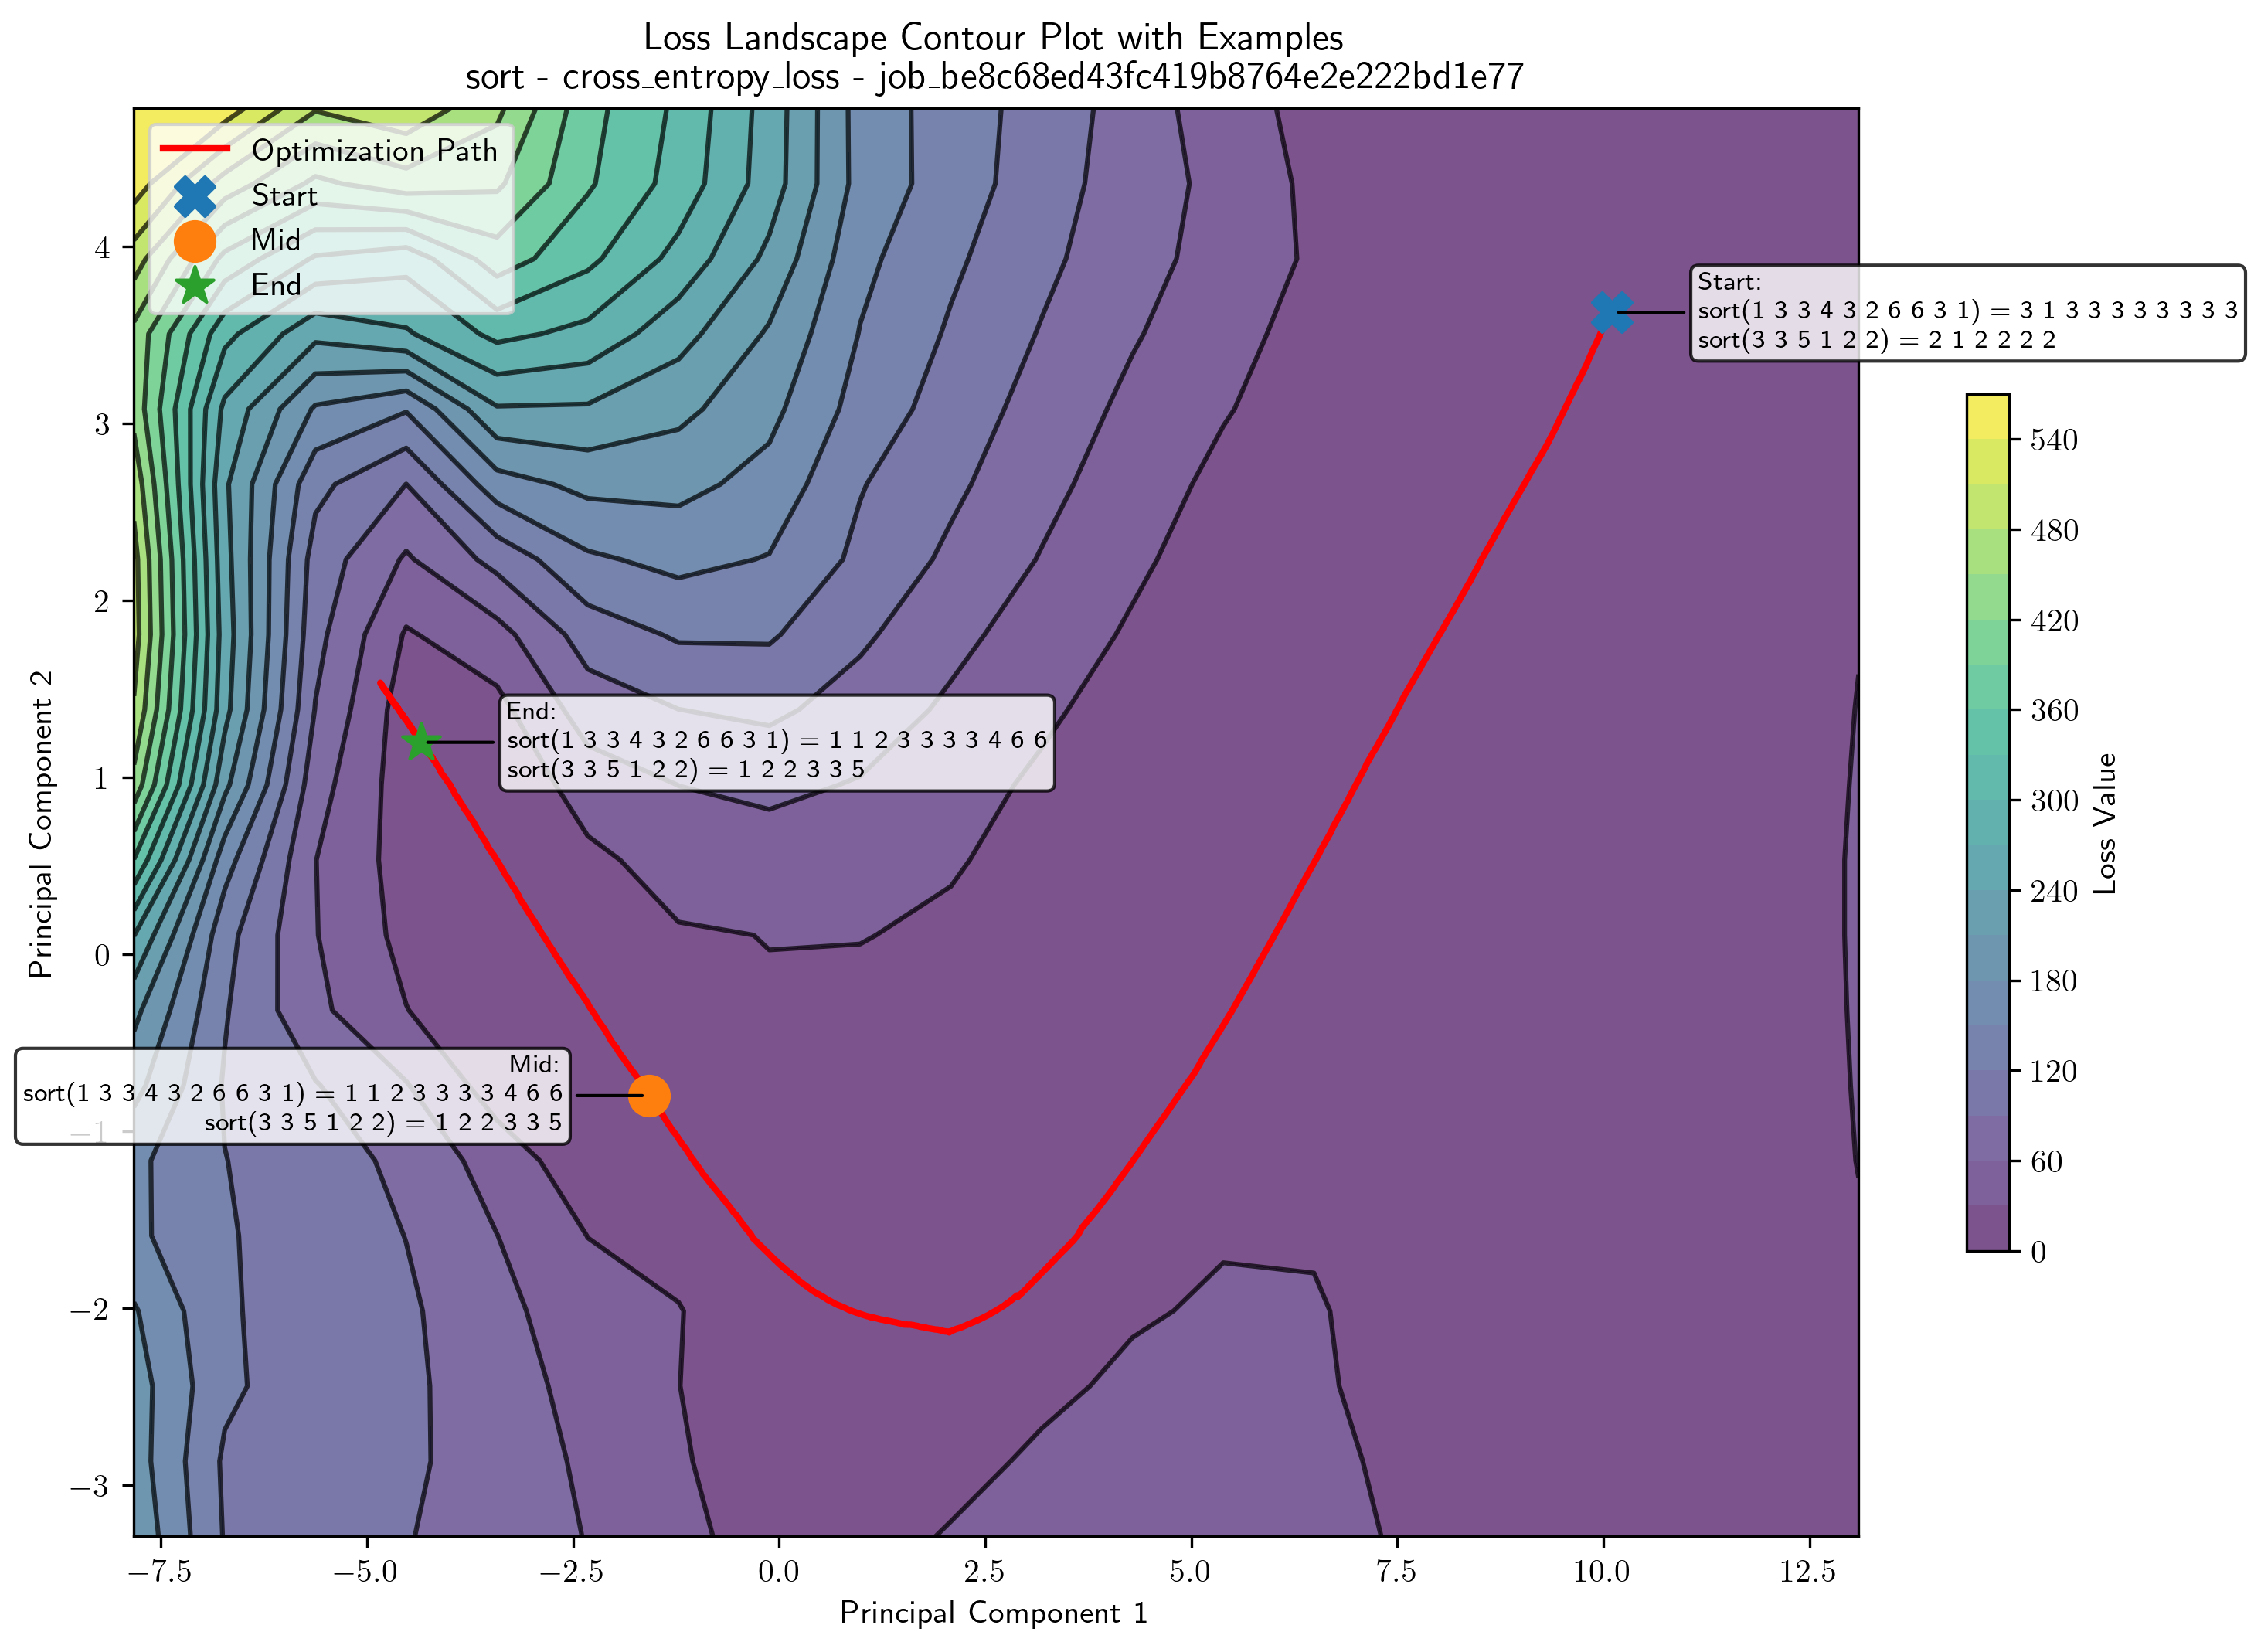 Loss Landscape Contour Plot with Examples
sort - cross_entropy_loss - job_be8c68ed43fc419b8764e2e222bd1e77
Optimization Path
Start
Mid
End
Start:
sort(1 3 3 4 3 2 6 6 3 1) = 3 1 3 3 3 3 3 3 3 3
sort(3 3 5 1 2 2) = 2 1 2 2 2 2
End:
sort(1 3 3 4 3 2 6 6 3 1) = 1 1 2 3 3 3 3 4 6 6
sort(3 3 5 1 2 2) = 1 2 2 3 3 5
Mid:
sort(1 3 3 4 3 2 6 6 3 1) = 1 1 2 3 3 3 3 4 6 6
sort(3 3 5 1 2 2) = 1 2 2 3 3 5
Principal Component 2
4
3
2
1
0
−1
−2
−3
−7.5
−5.0
−2.5
0.0
2.5
5.0
7.5
10.0
12.5
Principal Component 1
540
480
420
360
300
240
180
120
60
0
Loss Value